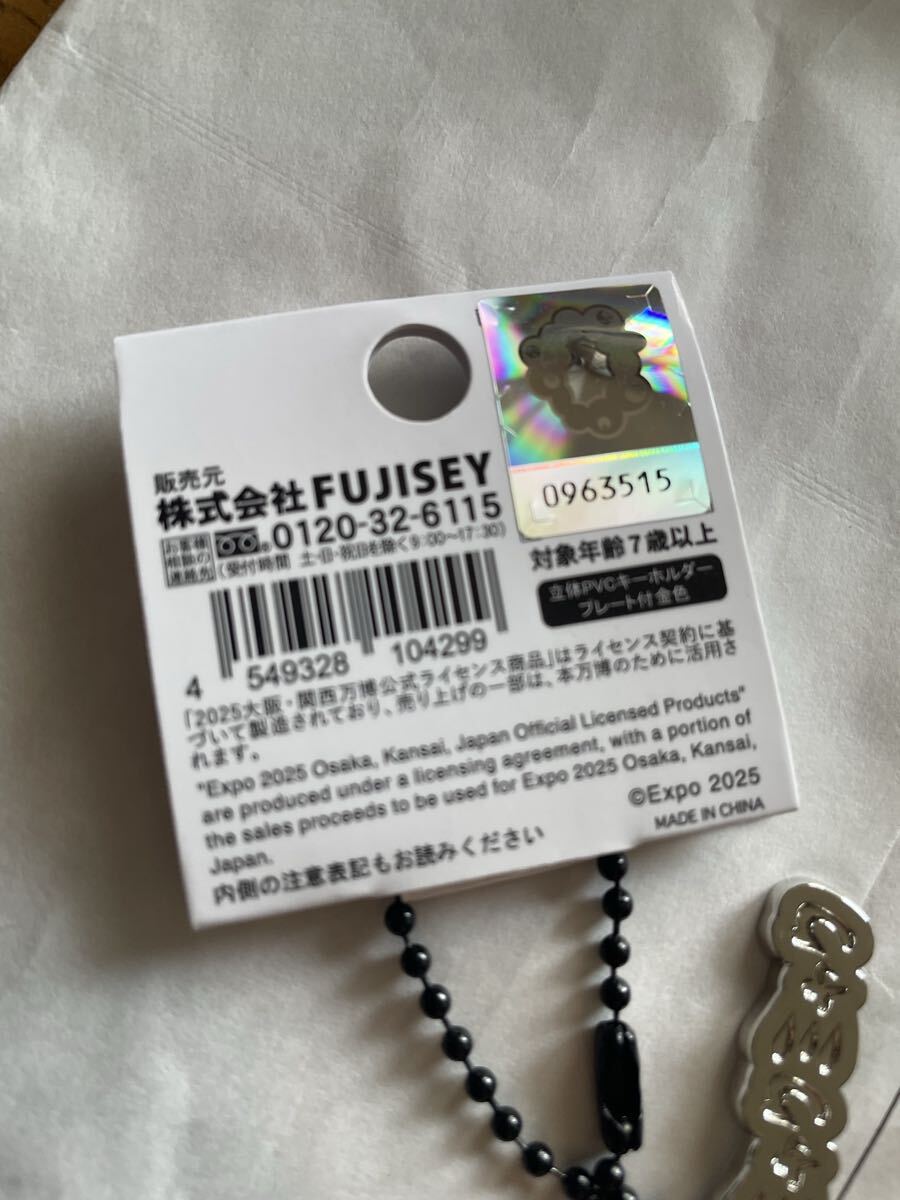 販売元
株式会社FUJISEY
お客様相談の連絡先
0120-32-6115
(受付時間 土・日・祝日を除く9:00〜17:30)
0963515
対象年齢7歳以上
立体PVCキーホルダー
プレート付金色
4 549328 104299
「2025大阪・関西万博公式ライセンス商品」はライセンス契約に基
づいて製造されており、売り上げの一部は、本万博のために活用さ
れます。
"Expo 2025 Osaka, Kansai, Japan Official Licensed Products"
are produced under a licensing agreement, with a portion of
the sales proceeds to be used for Expo 2025 Osaka, Kansai,
Japan.
©Expo 2025
MADE IN CHINA
内側の注意表記もお読みください